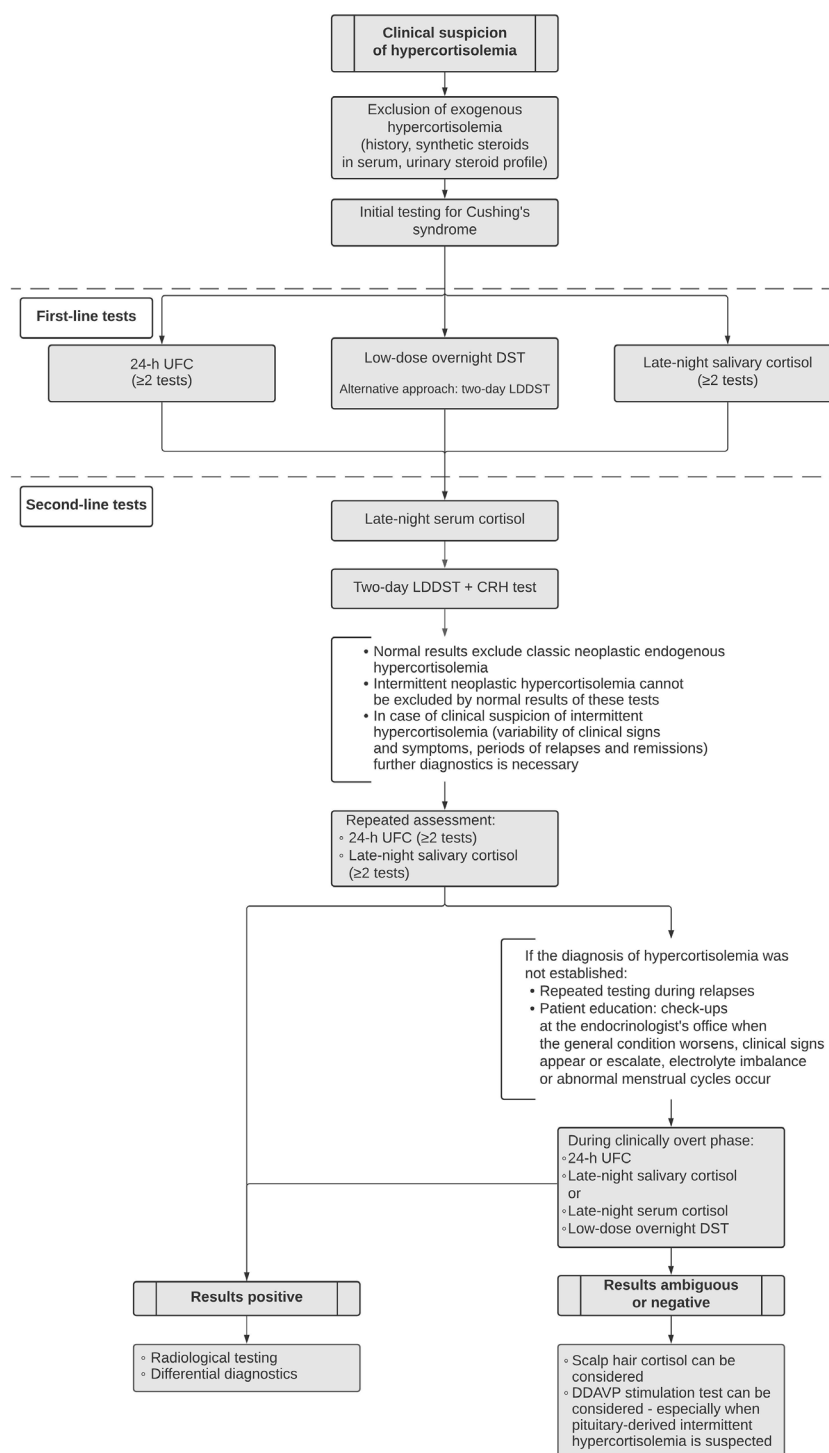 Clinical suspicion
of hypercortisolemia
Exclusion of exogenous
hypercortisolemia
(history, synthetic steroids
in serum, urinary steroid profile)
Initial testing for Cushing's
syndrome
First-line tests
24-h UFC
(≥2 tests)
Low-dose overnight DST
Alternative approach: two-day LDDST
Late-night salivary cortisol
(≥2 tests)
Second-line tests
Late-night serum cortisol
Two-day LDDST + CRH test
• Normal results exclude classic neoplastic endogenous
hypercortisolemia
• Intermittent neoplastic hypercortisolemia cannot
be excluded by normal results of these tests
• In case of clinical suspicion of intermittent
hypercortisolemia (variability of clinical signs
and symptoms, periods of relapses and remissions)
further diagnostics is necessary
Repeated assessment:
◦ 24-h UFC (≥2 tests)
◦ Late-night salivary cortisol
(≥2 tests)
If the diagnosis of hypercortisolemia was
not established:
• Repeated testing during relapses
• Patient education: check-ups
at the endocrinologist's office when
the general condition worsens, clinical signs
appear or escalate, electrolyte imbalance
or abnormal menstrual cycles occur
During clinically overt phase:
◦24-h UFC
◦Late-night salivary cortisol
or
◦Late-night serum cortisol
◦Low-dose overnight DST
Results positive
Results ambiguous
or negative
◦ Radiological testing
◦ Differential diagnostics
◦ Scalp hair cortisol can be
considered
◦ DDAVP stimulation test can be
considered - especially when
pituitary-derived intermittent
hypercortisolemia is suspected